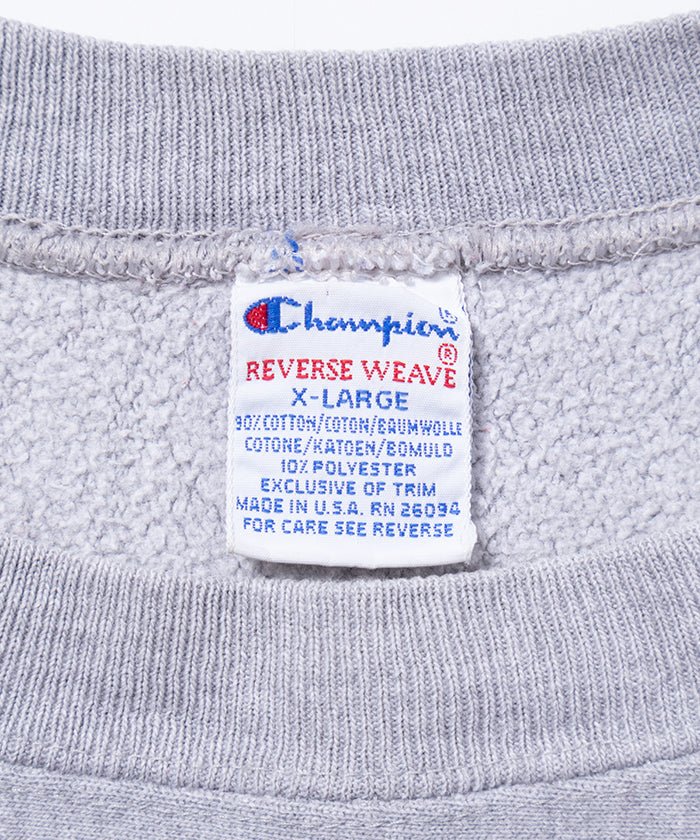 Champion ®
REVERSE WEAVE ®
X-LARGE
90% COTTON/COTON/BAUMWOLLE
COTONE/KATOEN/BOMULD
10% POLYESTER
EXCLUSIVE OF TRIM
MADE IN U.S.A. RN 26094
FOR CARE SEE REVERSE